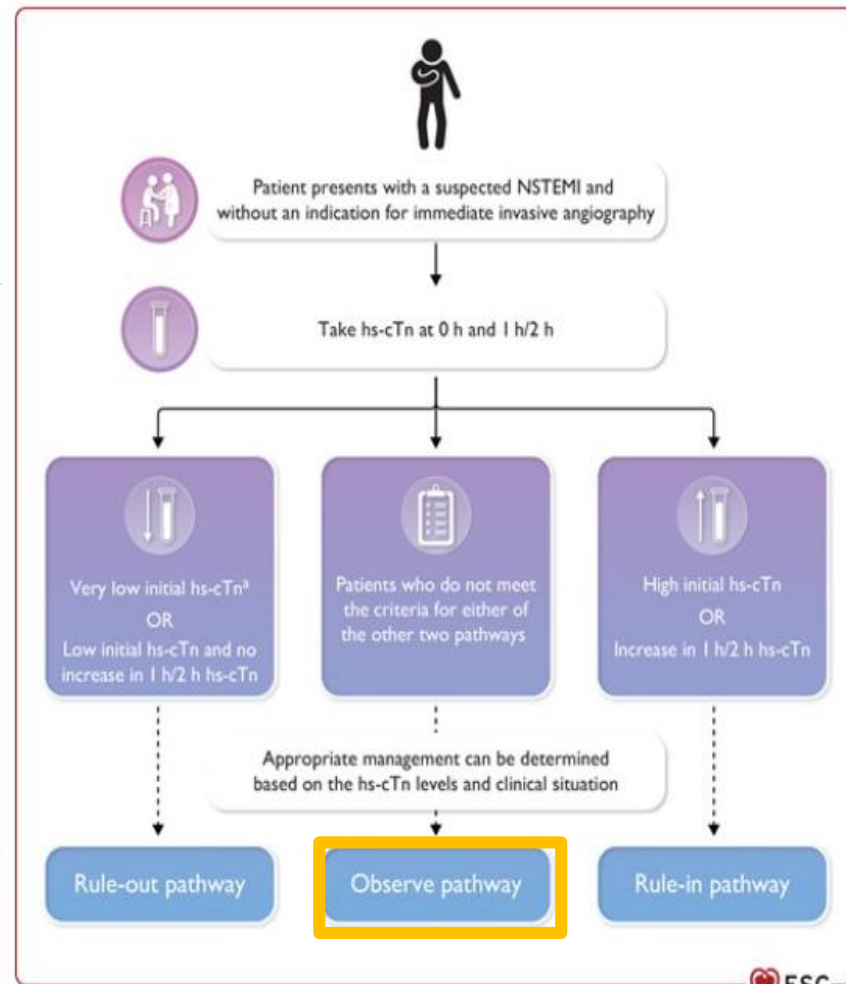 Patient presents with a suspected NSTEMI and
without an indication for immediate invasive angiography
Take hs-cTn at 0 h and 1 h/2 h
Very low initial hs-cTnᵃ
OR
Low initial hs-cTn and no
increase in 1 h/2 h hs-cTn
Patients who do not meet
the criteria for either of
the other two pathways
High initial hs-cTn
OR
Increase in 1 h/2 h hs-cTn
Appropriate management can be determined
based on the hs-cTn levels and clinical situation
Rule-out pathway
Observe pathway
Rule-in pathway
ESC